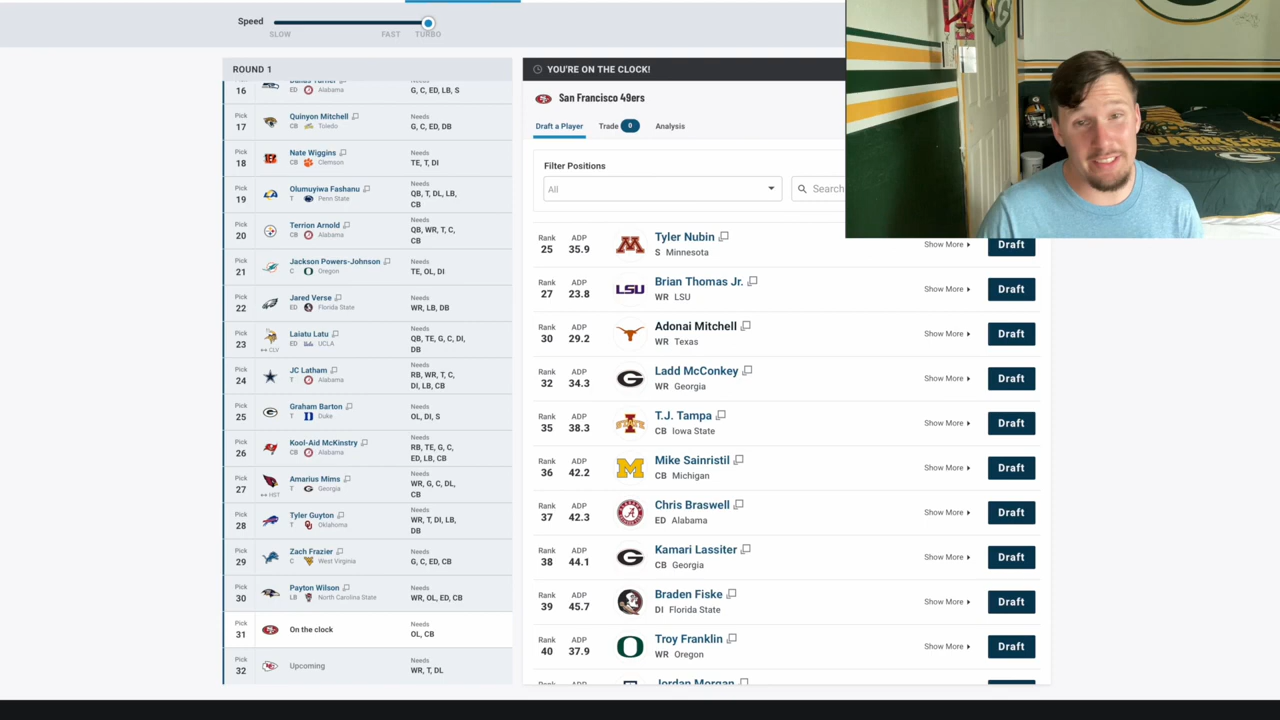 Speed
SLOW FAST TURBO
ROUND 1
16 ED Alabama G, C, ED, LB, S
Pick 17 Quinyon Mitchell CB Toledo Needs G, C, ED, DB
Pick 18 Nate Wiggins CB Clemson Needs TE, T, DI
Pick 19 Olumuyiwa Fashanu T Penn State Needs QB, T, DL, LB, CB
Pick 20 Terrion Arnold CB Alabama Needs QB, WR, T, C, CB
Pick 21 Jackson Powers-Johnson C Oregon Needs TE, OL, DI
Pick 22 Jared Verse ED Florida State Needs WR, LB, DB
Pick 23 CLV Laiatu Latu ED UCLA Needs QB, TE, G, C, DI, DB
Pick 24 JC Latham T Alabama Needs RB, WR, T, C, DI, LB, CB
Pick 25 Graham Barton T Duke Needs OL, DI, S
Pick 26 Kool-Aid McKinstry CB Alabama Needs RB, TE, G, C, ED, LB, CB
Pick 27 HST Amarius Mims T Georgia Needs WR, G, C, DL, CB
Pick 28 Tyler Guyton T Oklahoma Needs WR, T, DI, LB, DB
Pick 29 Zach Frazier C West Virginia Needs G, C, ED, CB
Pick 30 Payton Wilson LB North Carolina State Needs WR, OL, ED, CB
Pick 31 On the clock Needs OL, CB
Pick 32 Upcoming Needs WR, T, DL
YOU'RE ON THE CLOCK!
San Francisco 49ers
Draft a Player Trade 0 Analysis
Filter Positions
All Search
Rank 25 ADP 35.9 Tyler Nubin S Minnesota Show More Draft
Rank 27 ADP 23.8 LSU Brian Thomas Jr. WR LSU Show More Draft
Rank 30 ADP 29.2 Adonai Mitchell WR Texas Show More Draft
Rank 32 ADP 34.3 Ladd McConkey WR Georgia Show More Draft
Rank 35 ADP 38.3 T.J. Tampa CB Iowa State Show More Draft
Rank 36 ADP 42.2 Mike Sainristil CB Michigan Show More Draft
Rank 37 ADP 42.3 Chris Braswell ED Alabama Show More Draft
Rank 38 ADP 44.1 Kamari Lassiter CB Georgia Show More Draft
Rank 39 ADP 45.7 Braden Fiske DI Florida State Show More Draft
Rank 40 ADP 37.9 Troy Franklin WR Oregon Show More Draft
Jordan Morgan